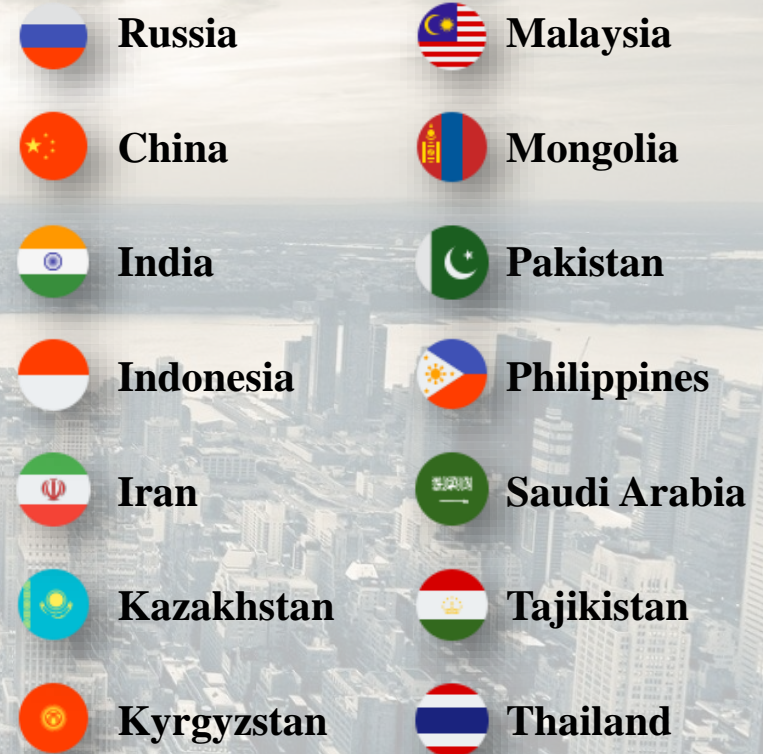 Russia
China
India
Indonesia
Iran
Kazakhstan
Kyrgyzstan
Malaysia
Mongolia
Pakistan
Philippines
Saudi Arabia
Tajikistan
Thailand